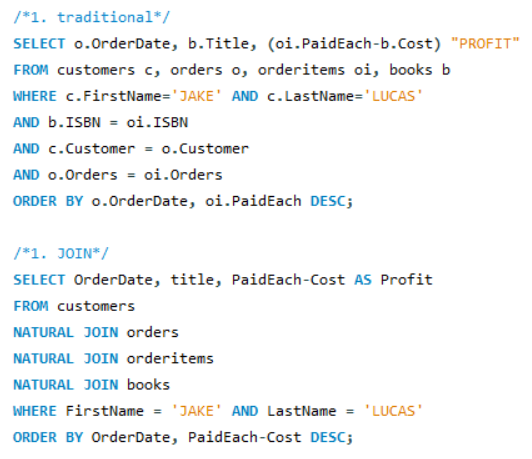 /*1. traditional*/
SELECT o.OrderDate, b.Title, (oi.PaidEach-b.Cost) "PROFIT"
FROM customers c, orders o, orderitems oi, books b
WHERE c.FirstName='JAKE' AND c.LastName='LUCAS'
AND b.ISBN = oi.ISBN
AND c.Customer = o.Customer
AND o.Orders = oi.Orders
ORDER BY o.OrderDate, oi.PaidEach DESC;
/*1. JOIN*/
SELECT OrderDate, title, PaidEach-Cost AS Profit
FROM customers
NATURAL JOIN orders
NATURAL JOIN orderitems
NATURAL JOIN books
WHERE FirstName = 'JAKE' AND LastName = 'LUCAS'
ORDER BY OrderDate, PaidEach-Cost DESC;